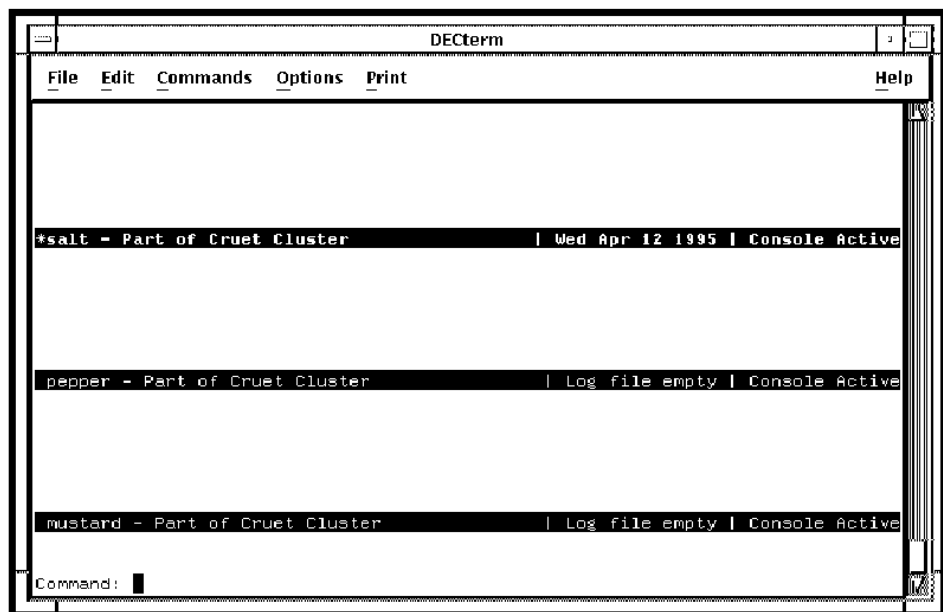 DECterm
File Edit Commands Options Print Help
*salt - Part of Cruet Cluster | Wed Apr 12 1995 | Console Active
pepper - Part of Cruet Cluster | Log file empty | Console Active
mustard - Part of Cruet Cluster | Log file empty | Console Active
Command: